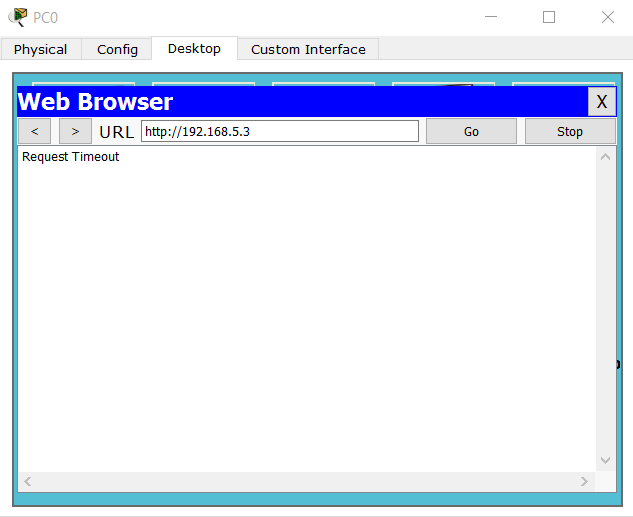 PC0
Physical Config Desktop Custom Interface
Web Browser X
< > URL http://192.168.5.3 Go Stop
Request Timeout